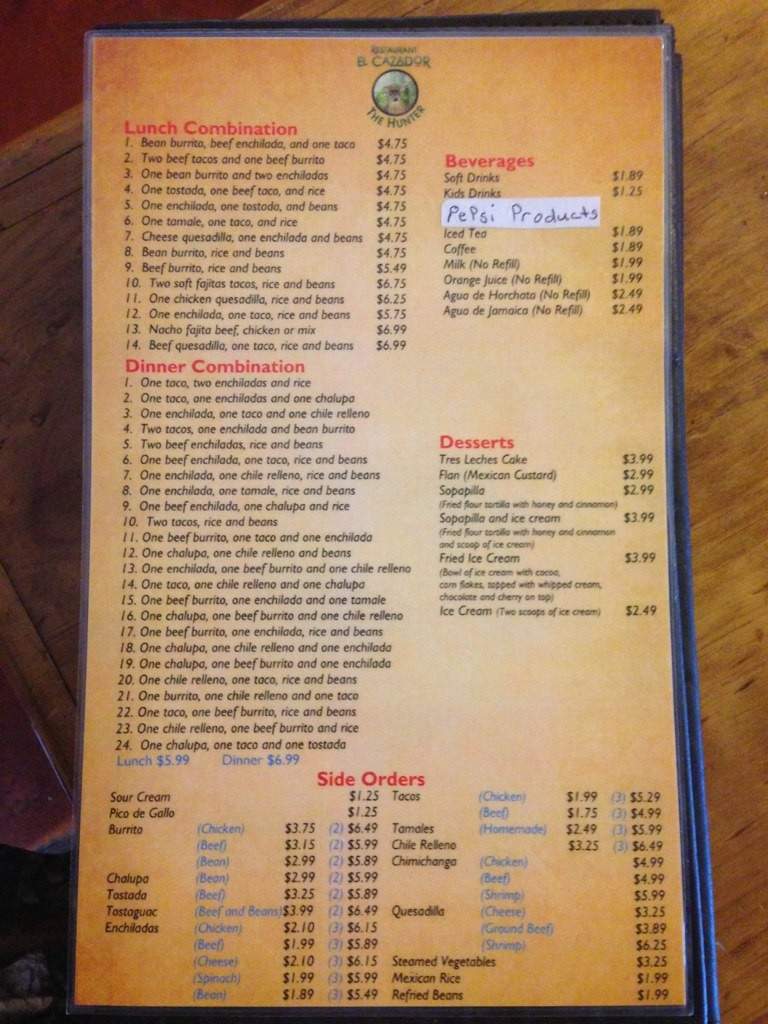 RESTAURANT
EL CAZADOR
THE HUNTER
Lunch Combination
1. Bean burrito, beef enchilada, and one taco $4.75
2. Two beef tacos and one beef burrito $4.75
3. One bean burrito and two enchiladas $4.75
4. One tostada, one beef taco, and rice $4.75
5. One enchilada, one tostada, and beans $4.75
6. One tamale, one taco, and rice $4.75
7. Cheese quesadilla, one enchilada and beans $4.75
8. Bean burrito, rice and beans $4.75
9. Beef burrito, rice and beans $5.49
10. Two soft fajitas tacos, rice and beans $6.75
11. One chicken quesadilla, rice and beans $6.25
12. One enchilada, one taco, rice and beans $5.75
13. Nacho fajita beef, chicken or mix $6.99
14. Beef quesadilla, one taco, rice and beans $6.99
Dinner Combination
1. One taco, two enchiladas and rice
2. One taco, one enchiladas and one chalupa
3. One enchilada, one taco and one chile relleno
4. Two tacos, one enchilada and bean burrito
5. Two beef enchiladas, rice and beans
6. One beef enchilada, one taco, rice and beans
7. One enchilada, one chile relleno, rice and beans
8. One enchilada, one tamale, rice and beans
9. One beef enchilada, one chalupa and rice
10. Two tacos, rice and beans
11. One beef burrito, one taco and one enchilada
12. One chalupa, one chile relleno and beans
13. One enchilada, one beef burrito and one chile relleno
14. One taco, one chile relleno and one chalupa
15. One beef burrito, one enchilada and one tamale
16. One chalupa, one beef burrito and one chile relleno
17. One beef burrito, one enchilada, rice and beans
18. One chalupa, one chile relleno and one enchilada
19. One chalupa, one beef burrito and one enchilada
20. One chile relleno, one taco, rice and beans
21. One burrito, one chile relleno and one taco
22. One taco, one beef burrito, rice and beans
23. One chile relleno, one beef burrito and rice
24. One chalupa, one taco and one tostada
Lunch $5.99 Dinner $6.99
Beverages
Soft Drinks $1.89
Kids Drinks $1.25
PePsi Products
Iced Tea $1.89
Coffee $1.89
Milk (No Refill) $1.99
Orange Juice (No Refill) $1.99
Agua de Horchata (No Refill) $2.49
Agua de Jamaica (No Refill) $2.49
Desserts
Tres Leches Cake $3.99
Flan (Mexican Custard) $2.99
Sopapilla $2.99
(Fried flour tortilla with honey and cinnamon)
Sopapilla and ice cream $3.99
(Fried flour tortilla with honey and cinnamon
and scoop of ice cream)
Fried Ice Cream $3.99
(Bowl of ice cream with cocoa,
corn flakes, topped with whipped cream,
chocolate and cherry on top)
Ice Cream (Two scoops of ice cream) $2.49
Side Orders
Sour Cream $1.25
Pico de Gallo $1.25
Burrito (Chicken) $3.75 (2) $6.49
(Beef) $3.15 (2) $5.99
(Bean) $2.99 (2) $5.89
Chalupa (Bean) $2.99 (2) $5.99
Tostada (Beef) $3.25 (2) $5.89
Tostaguac (Beef and Beans) $3.99 (2) $6.49
Enchiladas (Chicken) $2.10 (3) $6.15
(Beef) $1.99 (3) $5.89
(Cheese) $2.10 (3) $6.15
(Spinach) $1.99 (3) $5.99
(Bean) $1.89 (3) $5.49
Tacos (Chicken) $1.99 (3) $5.29
(Beef) $1.75 (3) $4.99
Tamales (Homemade) $2.49 (3) $5.99
Chile Relleno $3.25 (3) $6.49
Chimichanga (Chicken) $4.99
(Beef) $4.99
(Shrimp) $5.99
Quesadilla (Cheese) $3.25
(Ground Beef) $3.89
(Shrimp) $6.25
Steamed Vegetables $3.25
Mexican Rice $1.99
Refried Beans $1.99